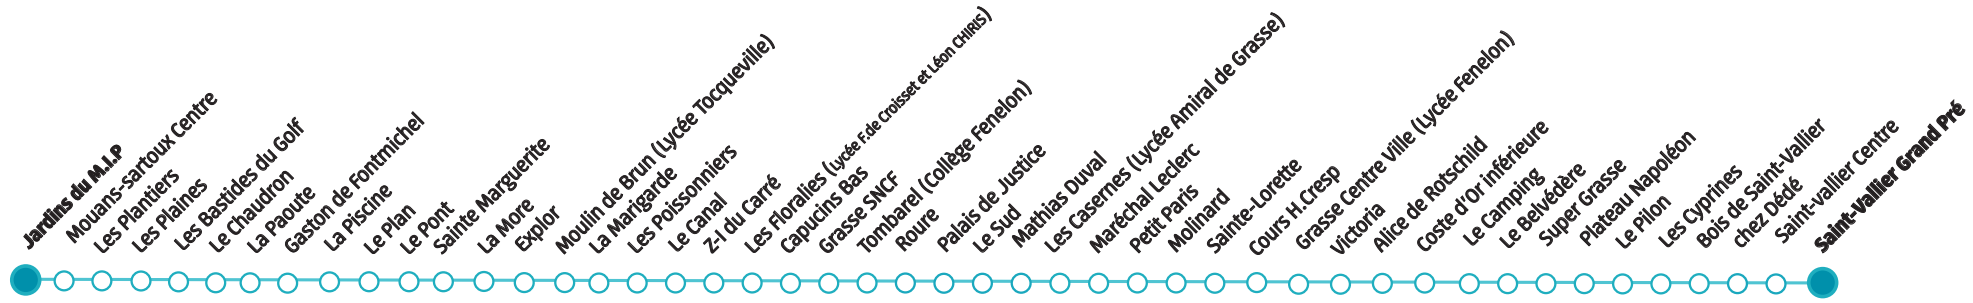 Jardins du M.I.P
Mouans-sartoux Centre
Les Plantiers
Les Plaines
Les Bastides du Golf
Le Chaudron
La Paoute
Gaston de Fontmichel
La Piscine
Le Plan
Le Pont
Sainte Marguerite
La More
Explor
Moulin de Brun (Lycée Tocqueville)
La Marigarde
Les Poissonniers
Le Canal
Z-I du Carré
Les Floralies (Lycée F.de Croisset et Léon CHIRIS)
Capucins Bas
Grasse SNCF
Tombarel (Collège Fenelon)
Roure
Palais de Justice
Le Sud
Mathias Duval
Les Casernes (Lycée Amiral de Grasse)
Maréchal Leclerc
Petit Paris
Molinard
Sainte-Lorette
Cours H.Cresp
Grasse Centre Ville (Lycée Fenelon)
Victoria
Alice de Rotschild
Coste d'Or inférieure
Le Camping
Le Belvédère
Super Grasse
Plateau Napoléon
Le Pilon
Les Cyprines
Bois de Saint-Vallier
chez Dédé
Saint-vallier Centre
Saint-Vallier Grand Pré